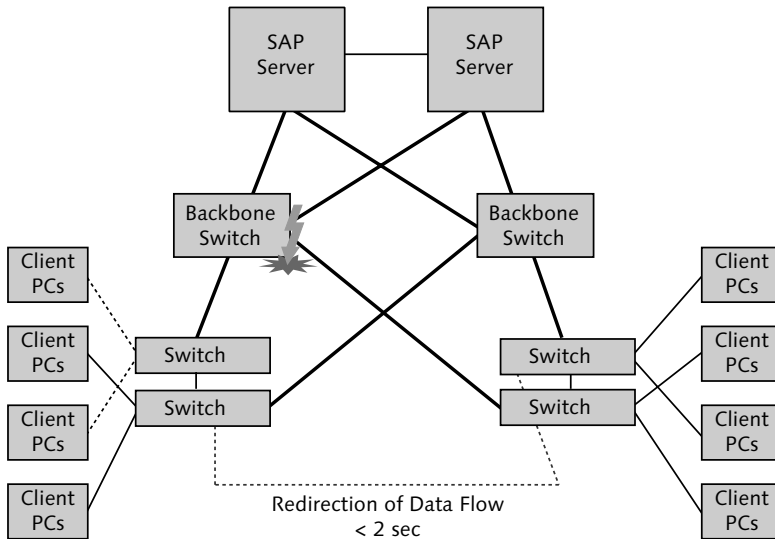 SAP
Server
SAP
Server
Backbone
Switch
Backbone
Switch
Client
PCs
Client
PCs
Client
PCs
Client
PCs
Switch
Switch
Switch
Switch
Client
PCs
Client
PCs
Client
PCs
Client
PCs
Redirection of Data Flow
< 2 sec